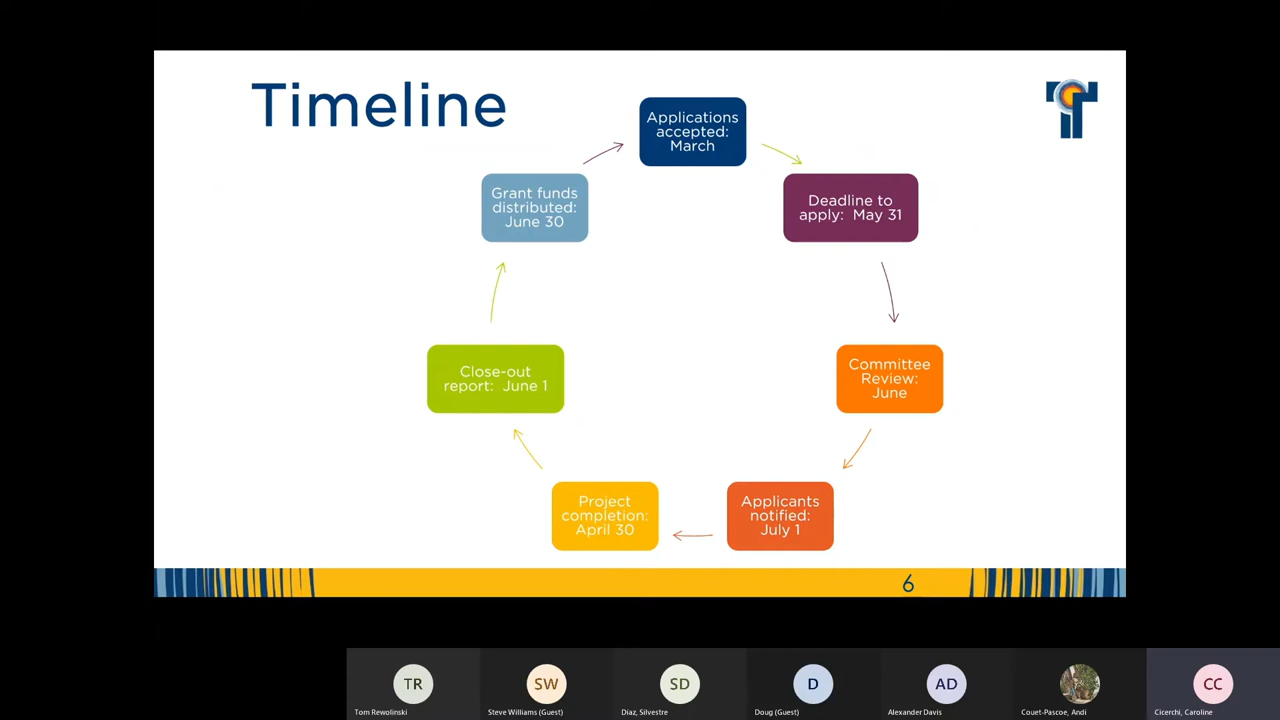 Timeline
Applications
accepted:
March
Deadline to
apply: May 31
Committee
Review:
June
Applicants
notified:
July 1
Project
completion:
April 30
Close-out
report: June 1
Grant funds
distributed:
June 30
6
TR
SW
SD
D
AD
CC
Tom Rewolinski
Steve Williams (Guest)
Diaz, Silvestre
Doug (Guest)
Alexander Davis
Couet-Pascoe, Andi
Cicerchi, Caroline